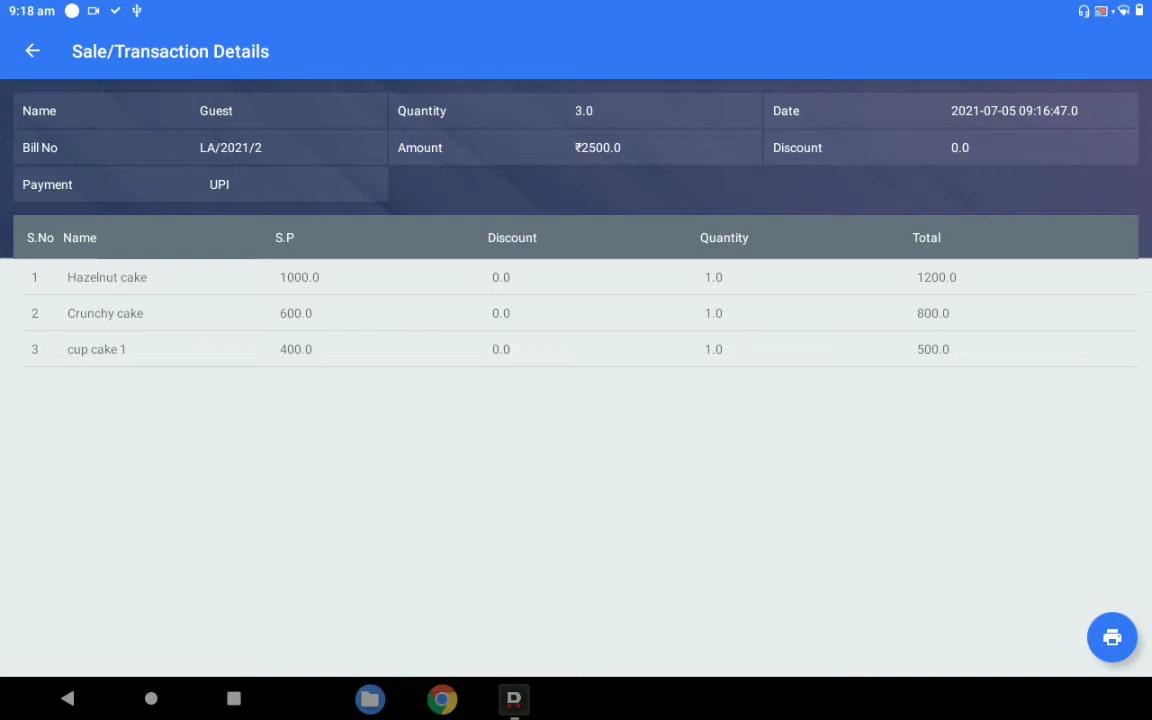 9:18 am
Sale/Transaction Details
Name Guest Quantity 3.0 Date 2021-07-05 09:16:47.0
Bill No LA/2021/2 Amount ₹2500.0 Discount 0.0
Payment UPI
S.No Name S.P Discount Quantity Total
1 Hazelnut cake 1000.0 0.0 1.0 1200.0
2 Crunchy cake 600.0 0.0 1.0 800.0
3 cup cake 1 400.0 0.0 1.0 500.0